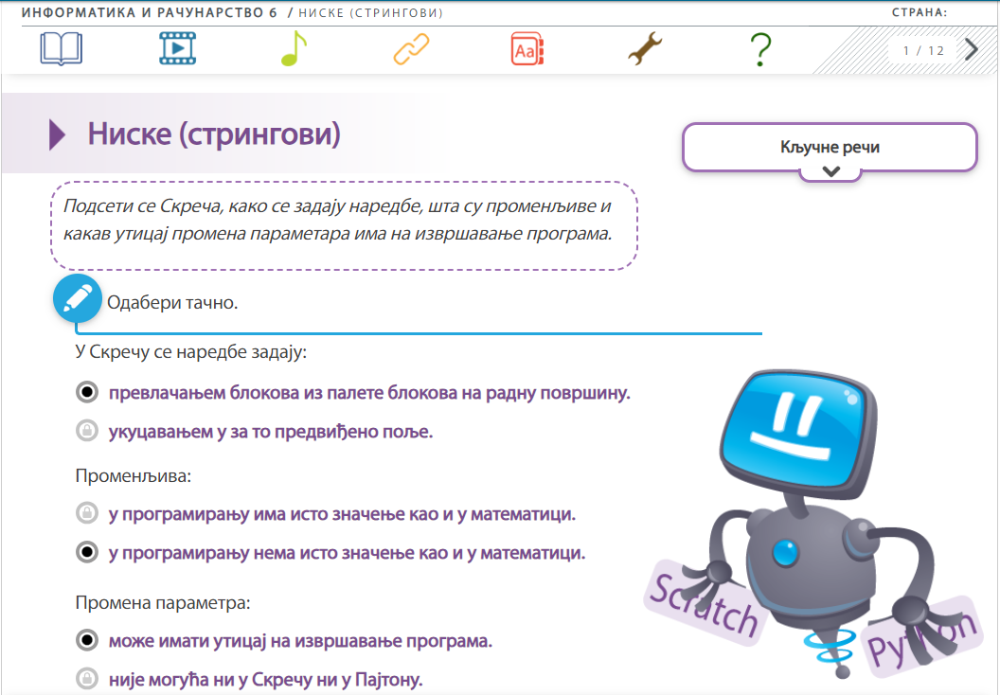 ИНФОРМАТИКА И РАЧУНАРСТВО 6 / НИСКЕ (СТРИНГОВИ)
СТРАНА:
Aa
1 / 12
Ниске (стрингови)
Кључне речи
Подсети се Скреча, како се задају наредбе, шта су променљиве и
какав утицај промена параметара има на извршавање програма.
Одабери тачно.
У Скречу се наредбе задају:
превлачањем блокова из палете блокова на радну површину.
укуцавањем у за то предвиђено поље.
Променљива:
у програмирању има исто значење као и у математици.
у програмирању нема исто значење као и у математици.
Промена параметра:
може имати утицај на извршавање програма.
није могућа ни у Скречу ни у Пајтону.
Scratch
Python